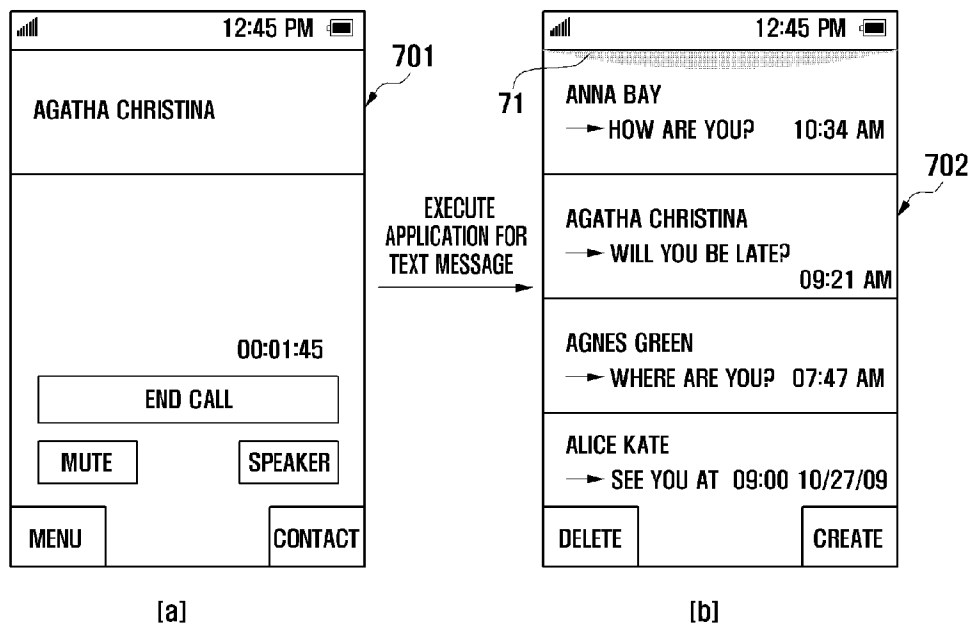 12:45 PM
701
AGATHA CHRISTINA
00:01:45
END CALL
MUTE SPEAKER
MENU CONTACT
[a]
EXECUTE
APPLICATION FOR
TEXT MESSAGE
12:45 PM
71
702
ANNA BAY
HOW ARE YOU? 10:34 AM
AGATHA CHRISTINA
WILL YOU BE LATE?
09:21 AM
AGNES GREEN
WHERE ARE YOU? 07:47 AM
ALICE KATE
SEE YOU AT 09:00 10/27/09
DELETE CREATE
[b]